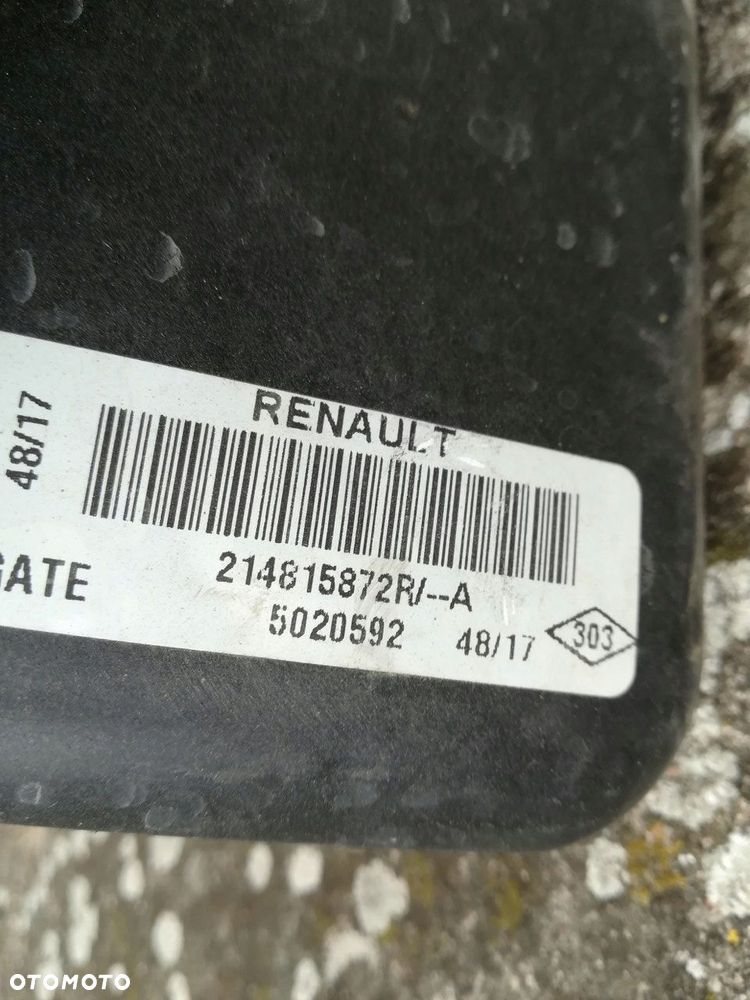 48/17
RENAULT
214815872R/--A
GATE
5020592 48/17 303
OTOMOTO